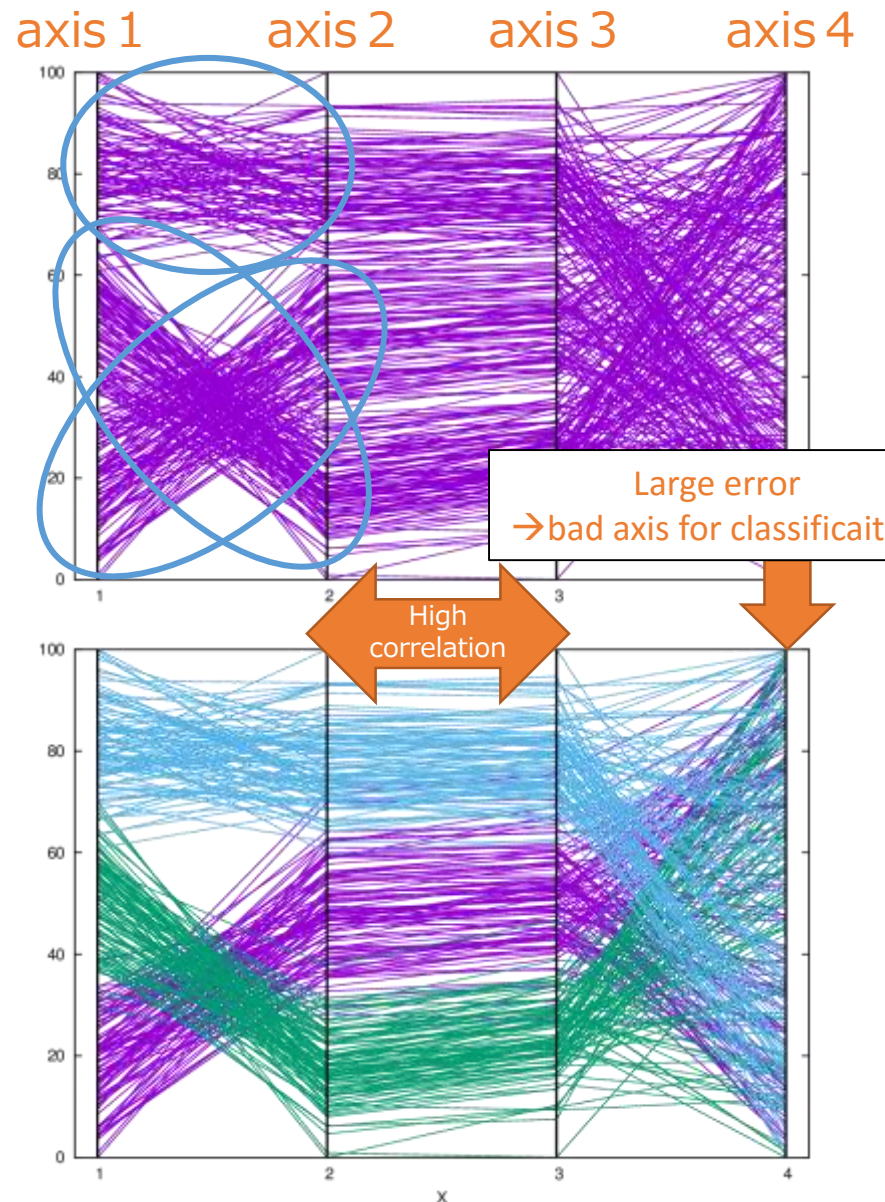 axis 1 axis 2 axis 3 axis 4
100
80
60
40
20
0
Large error
→bad axis for classificait
1 2 3
High
correlation
100
80
60
40
20
0
1 2 3 4
X